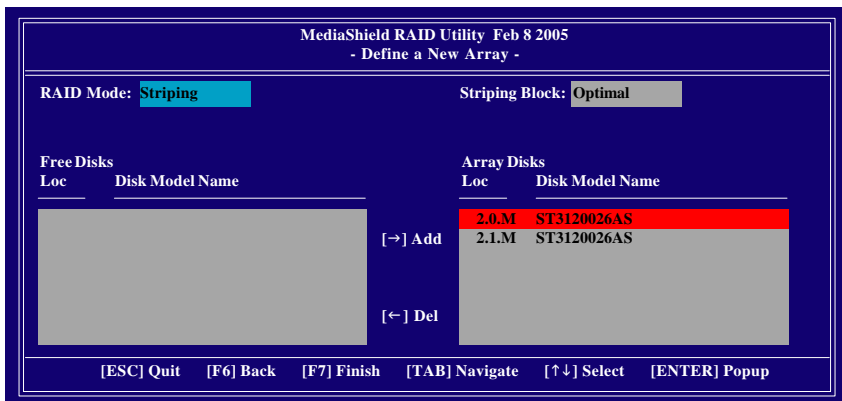 MediaShield RAID Utility Feb 8 2005
- Define a New Array -
RAID Mode: Striping
Striping Block: Optimal
Free Disks
Loc Disk Model Name
[→] Add
[←] Del
Array Disks
Loc Disk Model Name
2.0.M ST3120026AS
2.1.M ST3120026AS
[ESC] Quit [F6] Back [F7] Finish [TAB] Navigate [↑↓] Select [ENTER] Popup